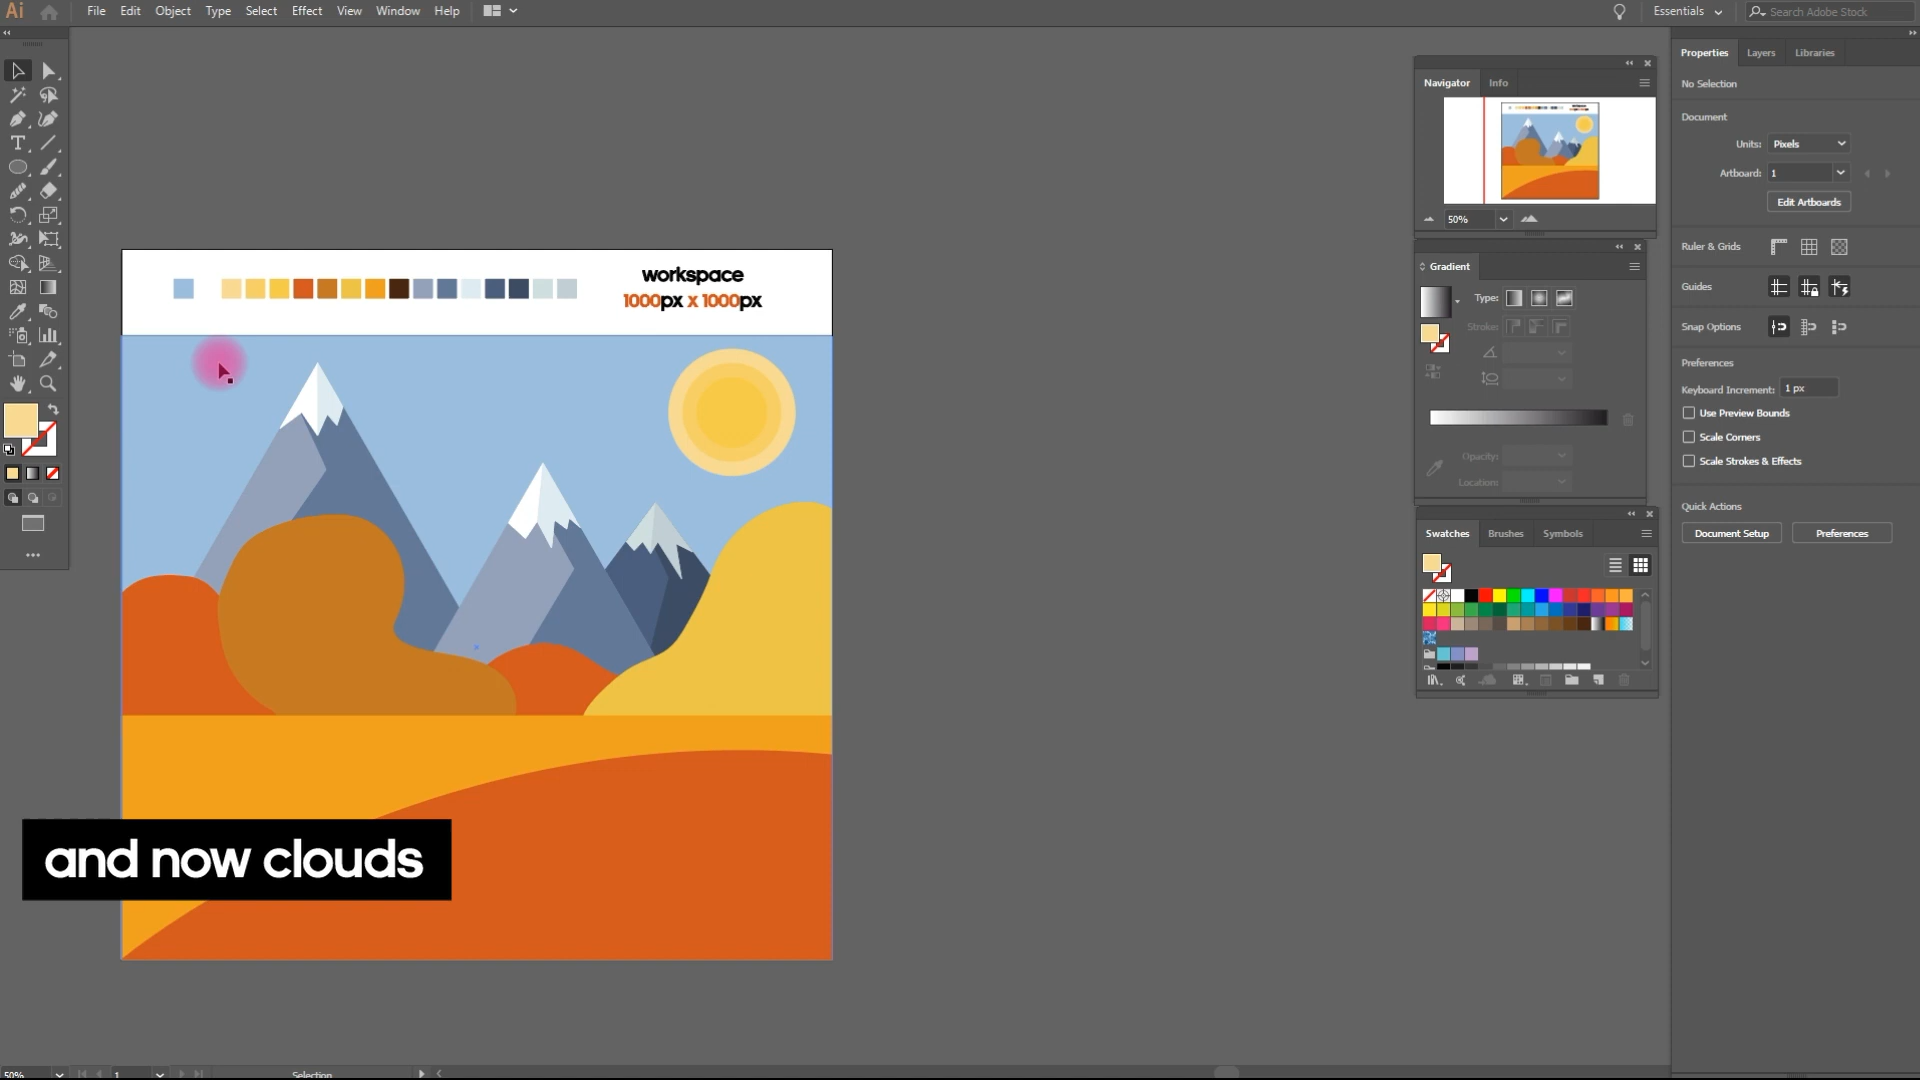 Ai File Edit Object Type Select Effect View Window Help Essentials Search Adobe Stock
Properties Layers Libraries
No Selection
Document
Units: Pixels
Artboard: 1
Edit Artboards
Ruler & Grids
Guides
Snap Options
Preferences
Keyboard Increment: 1 px
Use Preview Bounds
Scale Corners
Scale Strokes & Effects
Quick Actions
Document Setup Preferences
Navigator Info
50%
Gradient
Type:
Stroke:
Opacity:
Location:
Swatches Brushes Symbols
workspace
1000px x 1000px
and now clouds
50% 1 Selection